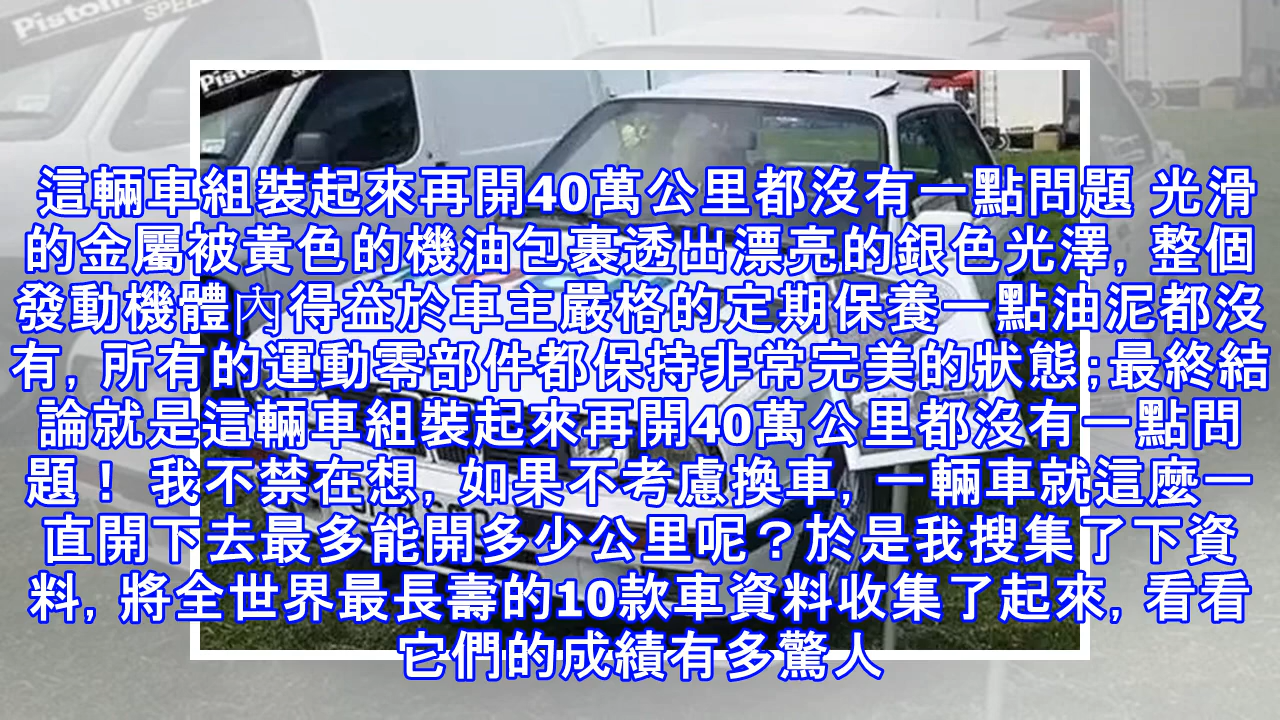 Pistonh
SPEE
Pisto
這輛車組裝起來再開40萬公里都沒有一點問題 光滑
的金屬被黃色的機油包裹透出漂亮的銀色光澤, 整個
發動機體內得益於車主嚴格的定期保養一點油泥都沒
有, 所有的運動零部件都保持非常完美的狀態;最終結
論就是這輛車組裝起來再開40萬公里都沒有一點問
題！ 我不禁在想, 如果不考慮換車, 一輛車就這麼一
直開下去最多能開多少公里呢？於是我搜集了下資
料, 將全世界最長壽的10款車資料收集了起來, 看看
它們的成績有多驚人